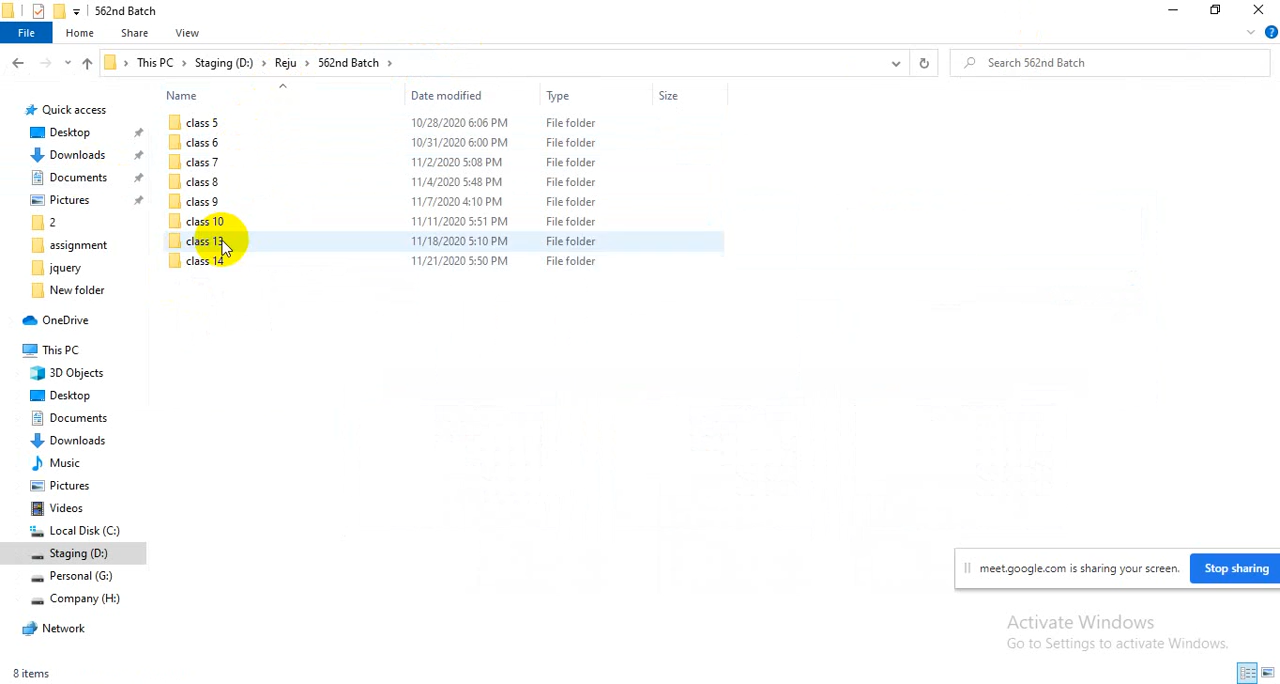 562nd Batch
File Home Share View
This PC Staging (D:) Reju 562nd Batch
Search 562nd Batch
Name Date modified Type Size
class 5 10/28/2020 6:06 PM File folder
class 6 10/31/2020 6:00 PM File folder
class 7 11/2/2020 5:08 PM File folder
class 8 11/4/2020 5:48 PM File folder
class 9 11/7/2020 4:10 PM File folder
class 10 11/11/2020 5:51 PM File folder
class 13 11/18/2020 5:10 PM File folder
class 14 11/21/2020 5:50 PM File folder
Quick access
Desktop
Downloads
Documents
Pictures
2
assignment
jquery
New folder
OneDrive
This PC
3D Objects
Desktop
Documents
Downloads
Music
Pictures
Videos
Local Disk (C:)
Staging (D:)
Personal (G:)
Company (H:)
Network
meet.google.com is sharing your screen. Stop sharing
Activate Windows
Go to Settings to activate Windows.
8 items